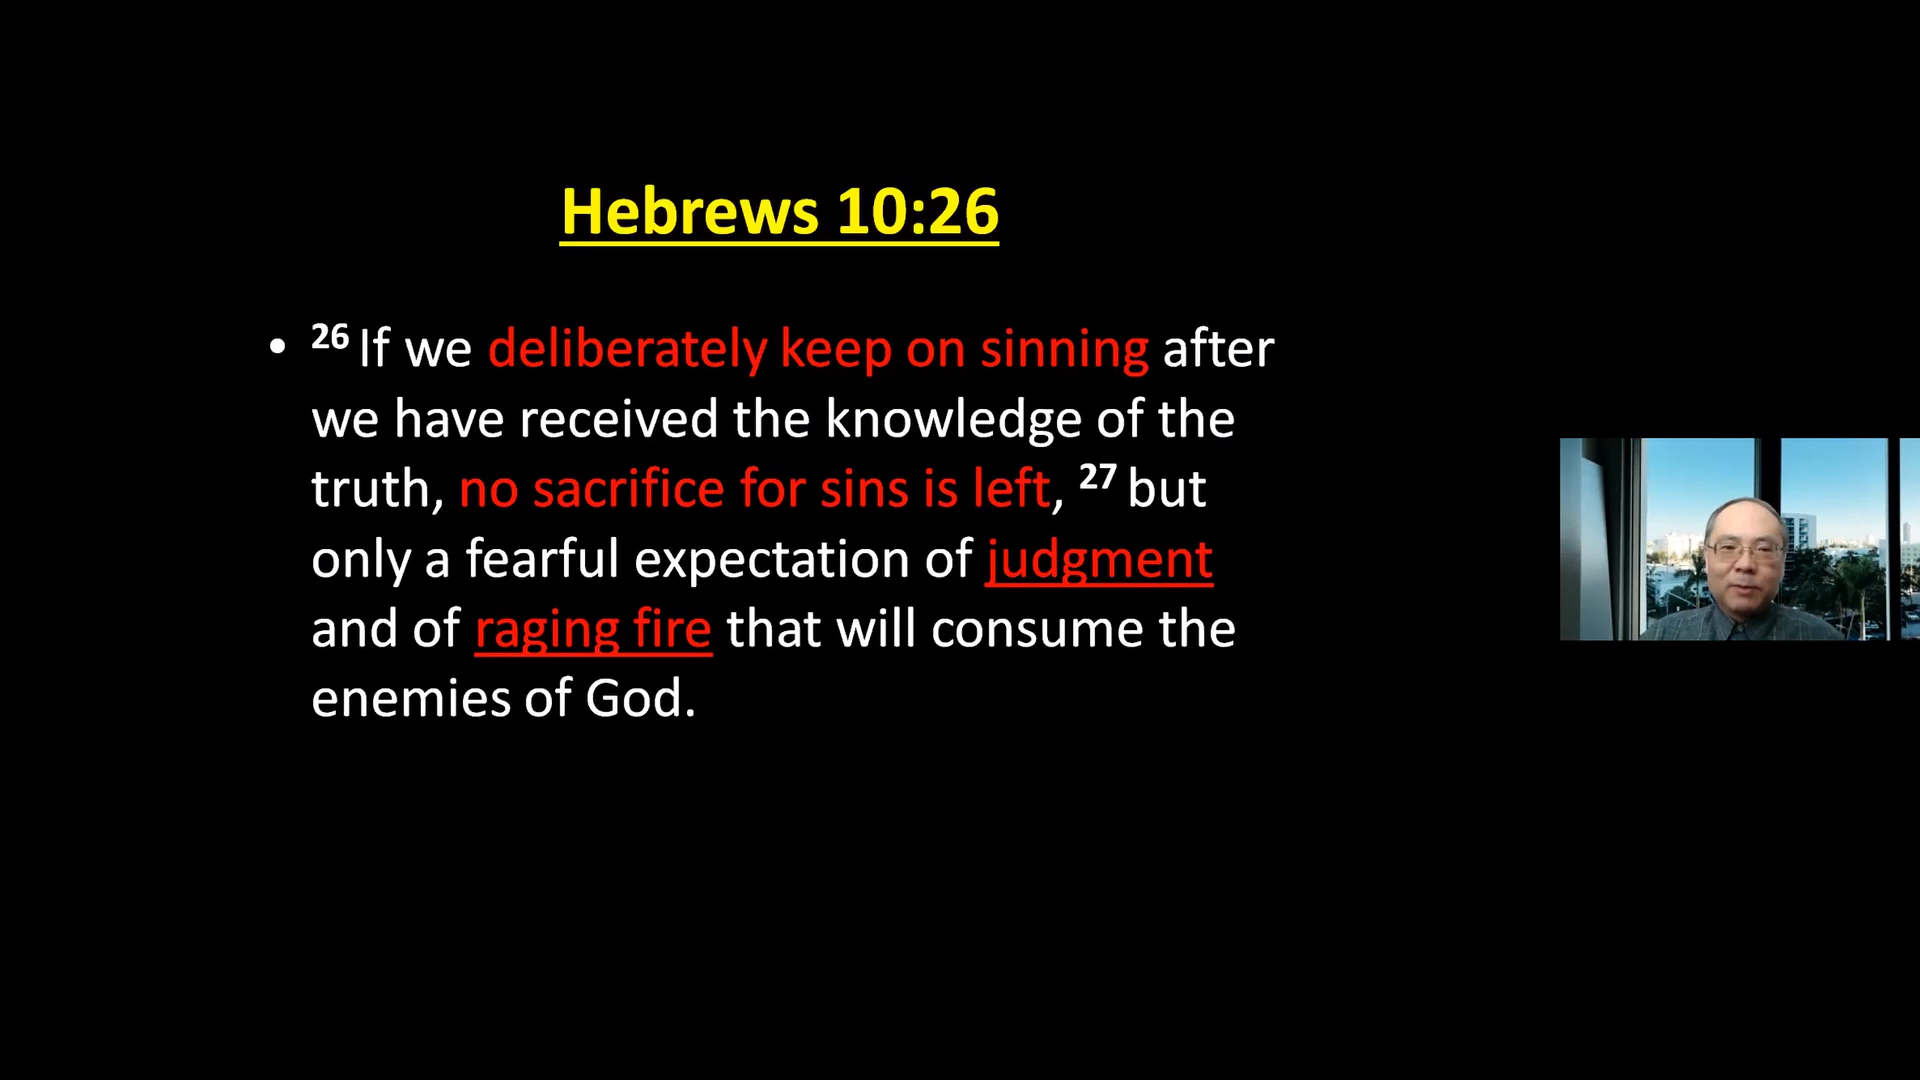 Hebrews 10:26
• 26 If we deliberately keep on sinning after
we have received the knowledge of the
truth, no sacrifice for sins is left, 27 but
only a fearful expectation of judgment
and of raging fire that will consume the
enemies of God.